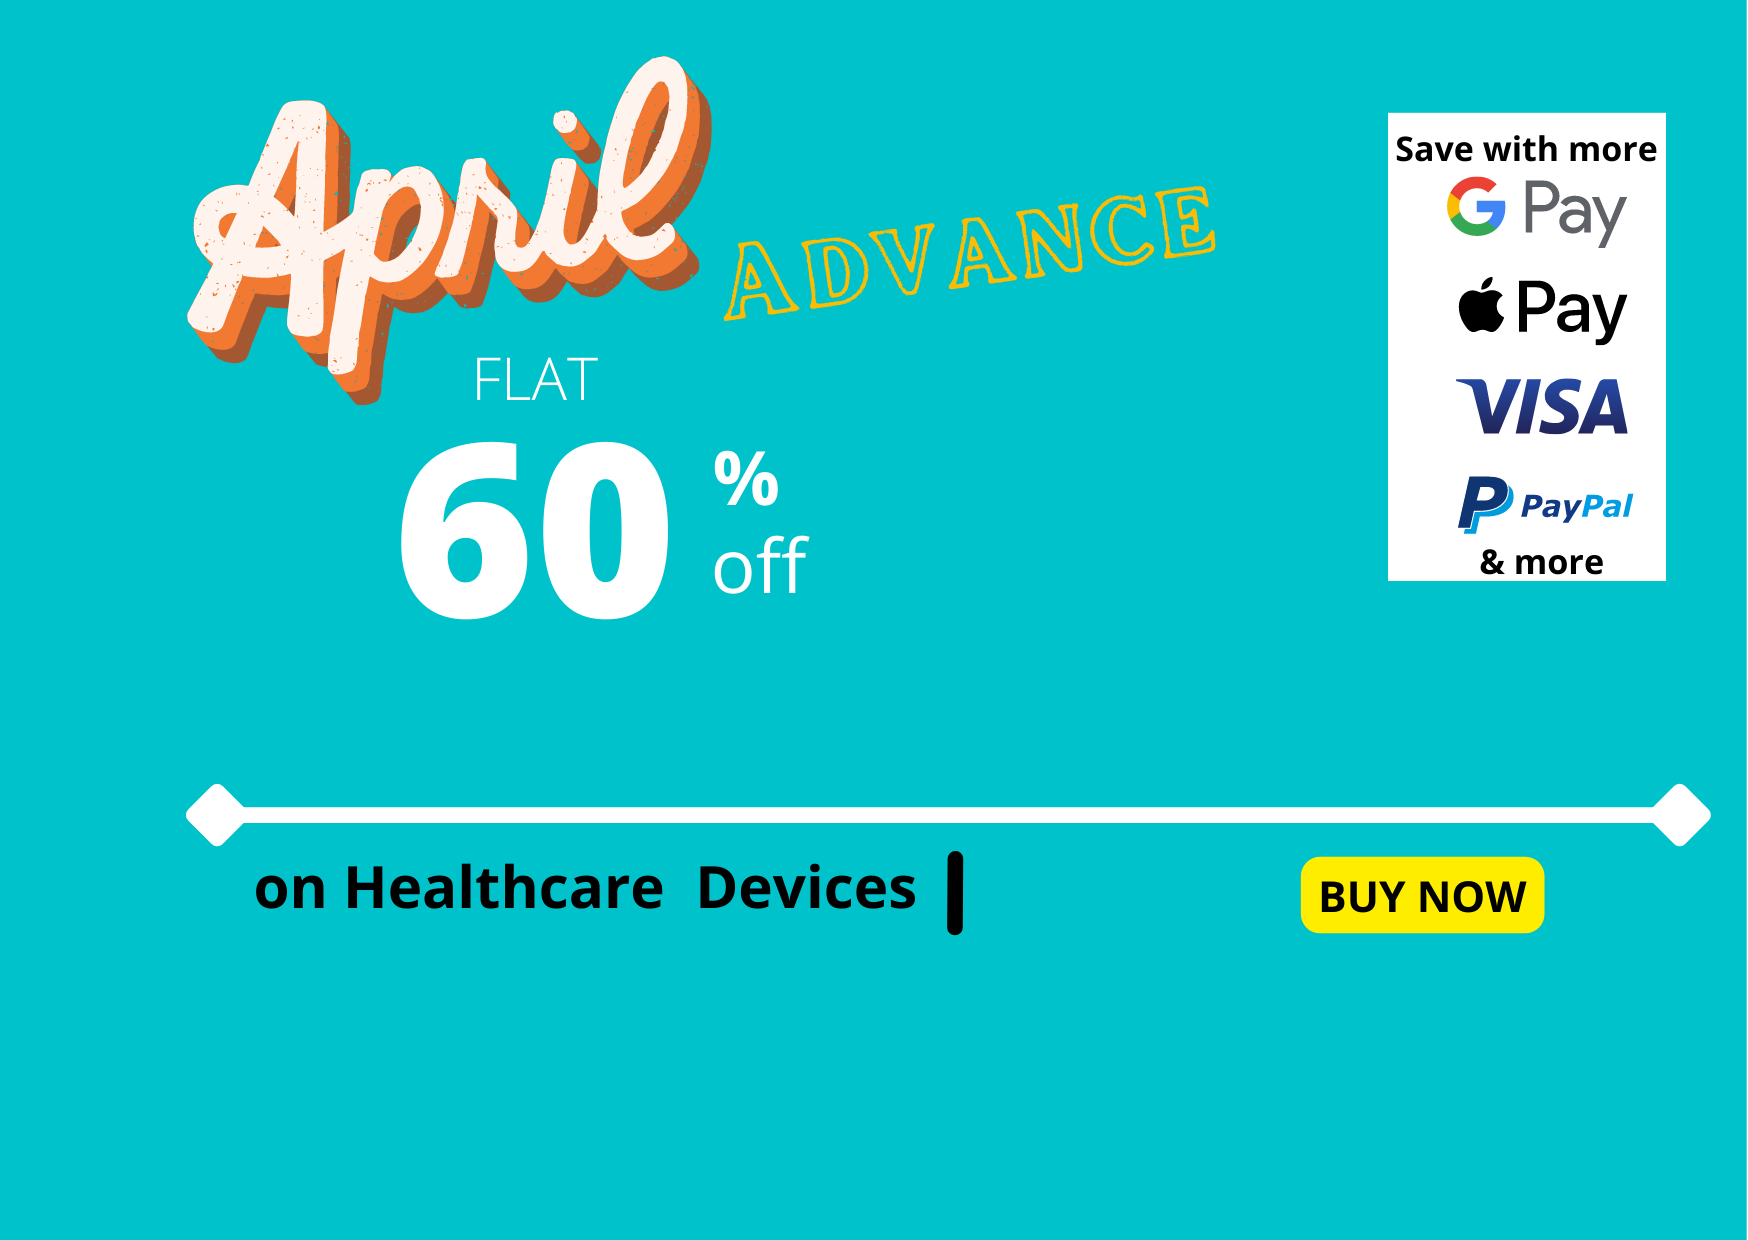 April
ADVANCE
FLAT
60
%
off
Save with more
G Pay
Pay
VISA
PayPal
& more
on Healthcare  Devices
BUY NOW